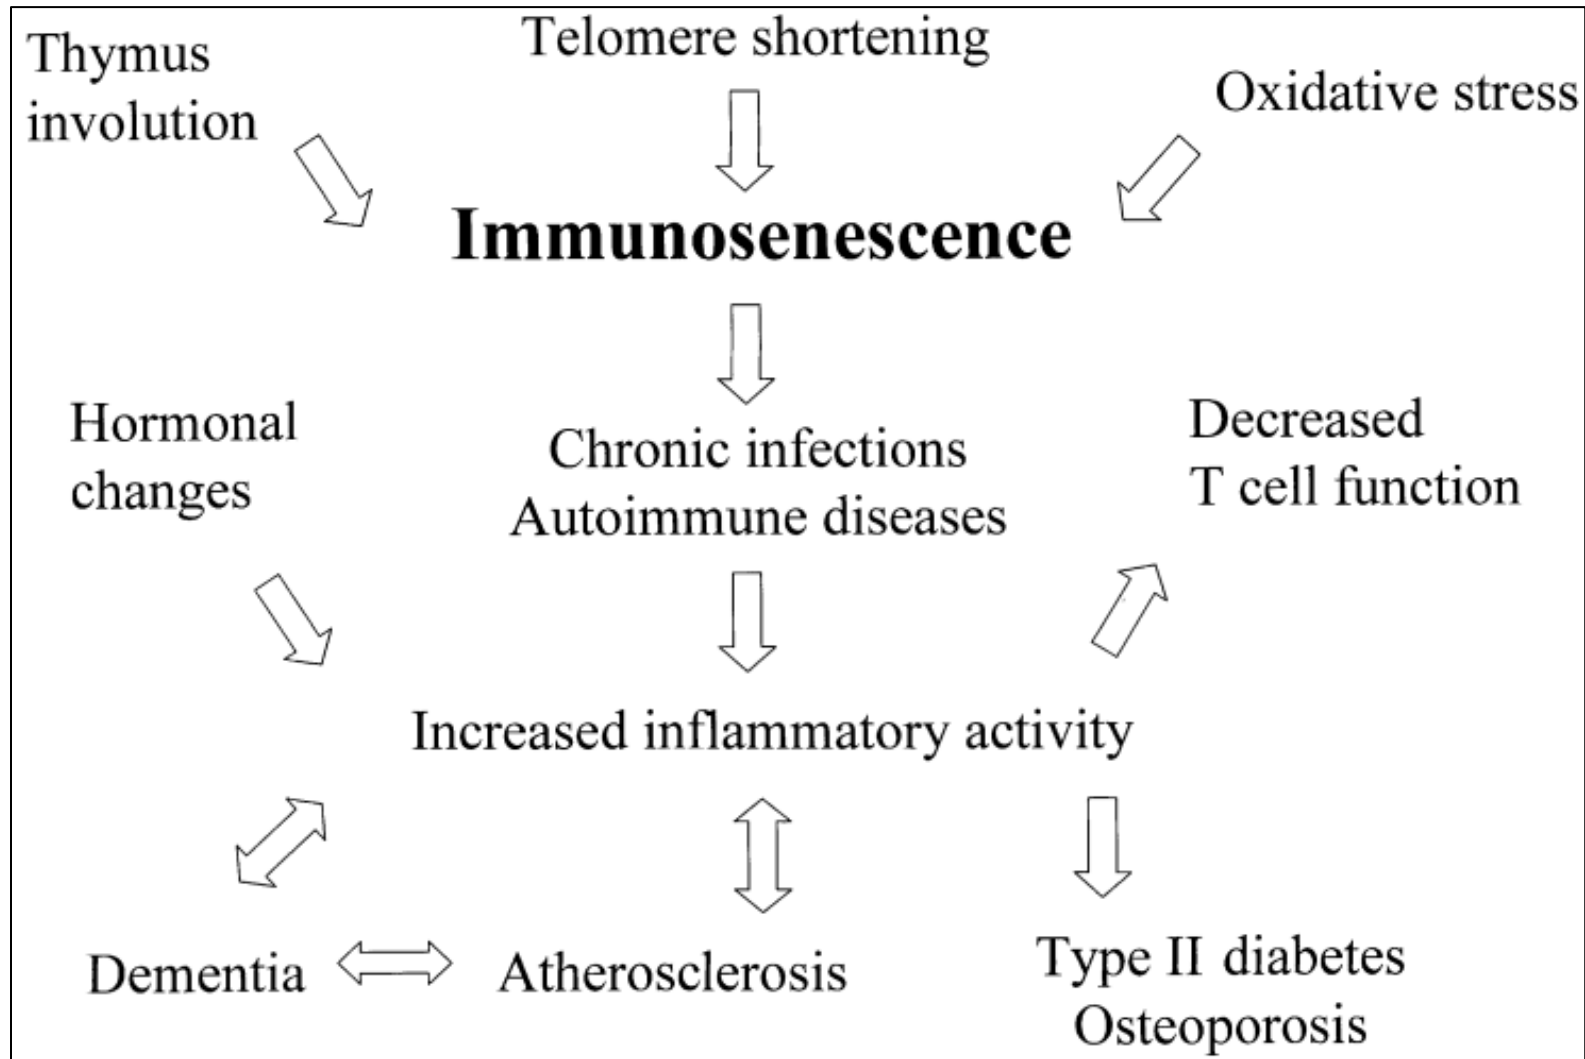 Thymus
involution
Telomere shortening
Oxidative stress
Immunosenescence
Hormonal
changes
Chronic infections
Autoimmune diseases
Decreased
T cell function
Increased inflammatory activity
Dementia
Atherosclerosis
Type II diabetes
Osteoporosis